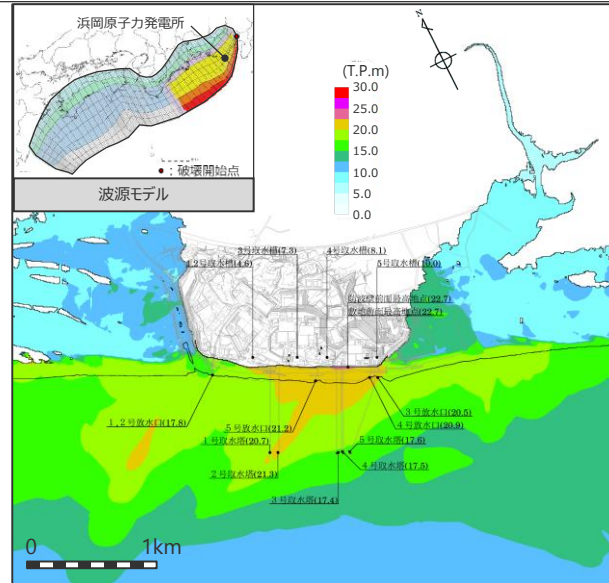 浜岡原子力発電所
●:破壊開始点
波源モデル
(T.P.m)
30.0
25.0
20.0
15.0
10.0
5.0
0.0
N
3号取水槽(7.3)
4号取水槽(8.1)
1,2号取水槽(4.6)
5号取水槽(10.0)
防波壁前面最高地点(22.7)
敷地前面最高地点(22.7)
1,2号放水口(17.8)
5号放水口(21.2)
3号放水口(20.5)
4号放水口(20.9)
1号取水塔(20.7)
5号取水塔(17.6)
2号取水塔(21.3)
4号取水塔(17.5)
3号取水塔(17.4)
0 1km